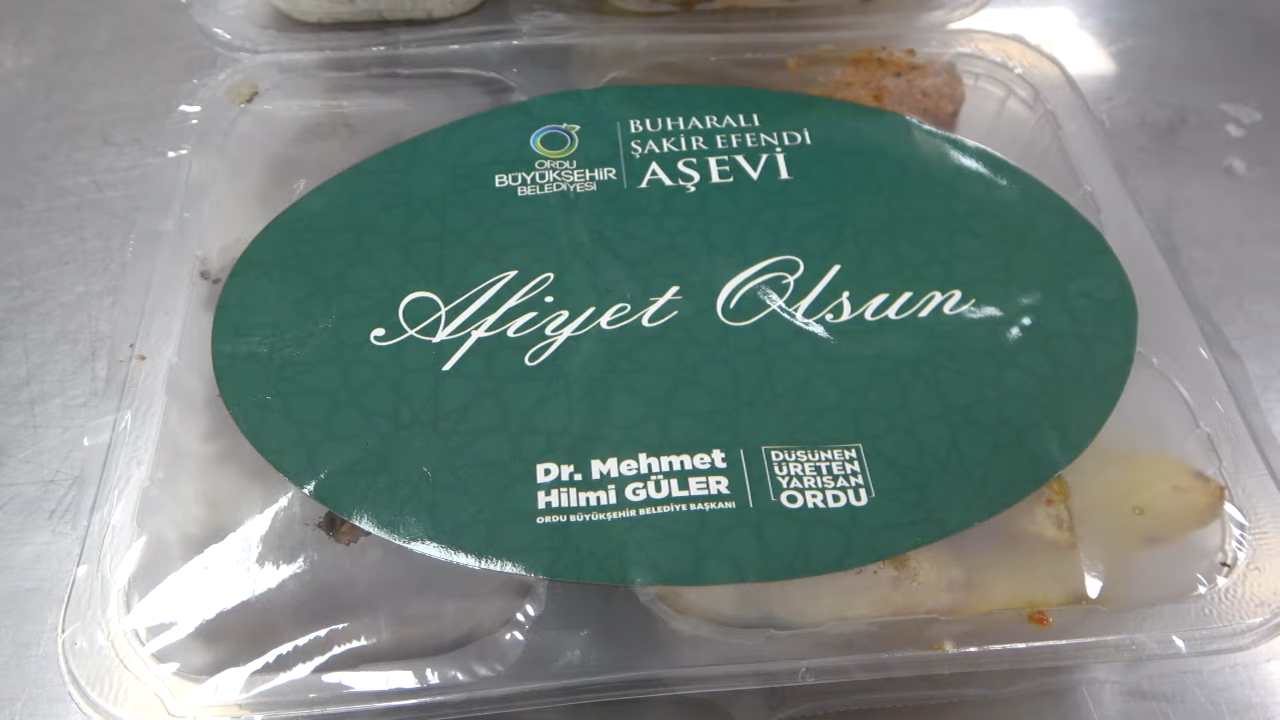 ORDU
BÜYÜKŞEHİR
BELEDİYESİ
BUHARALI
ŞAKİR EFENDİ
AŞEVİ
Afiyet Olsun
Dr. Mehmet
Hilmi GÜLER
ORDU BÜYÜKŞEHİR BELEDİYE BAŞKANI
DÜŞÜNEN
ÜRETEN
YARIŞAN
ORDU